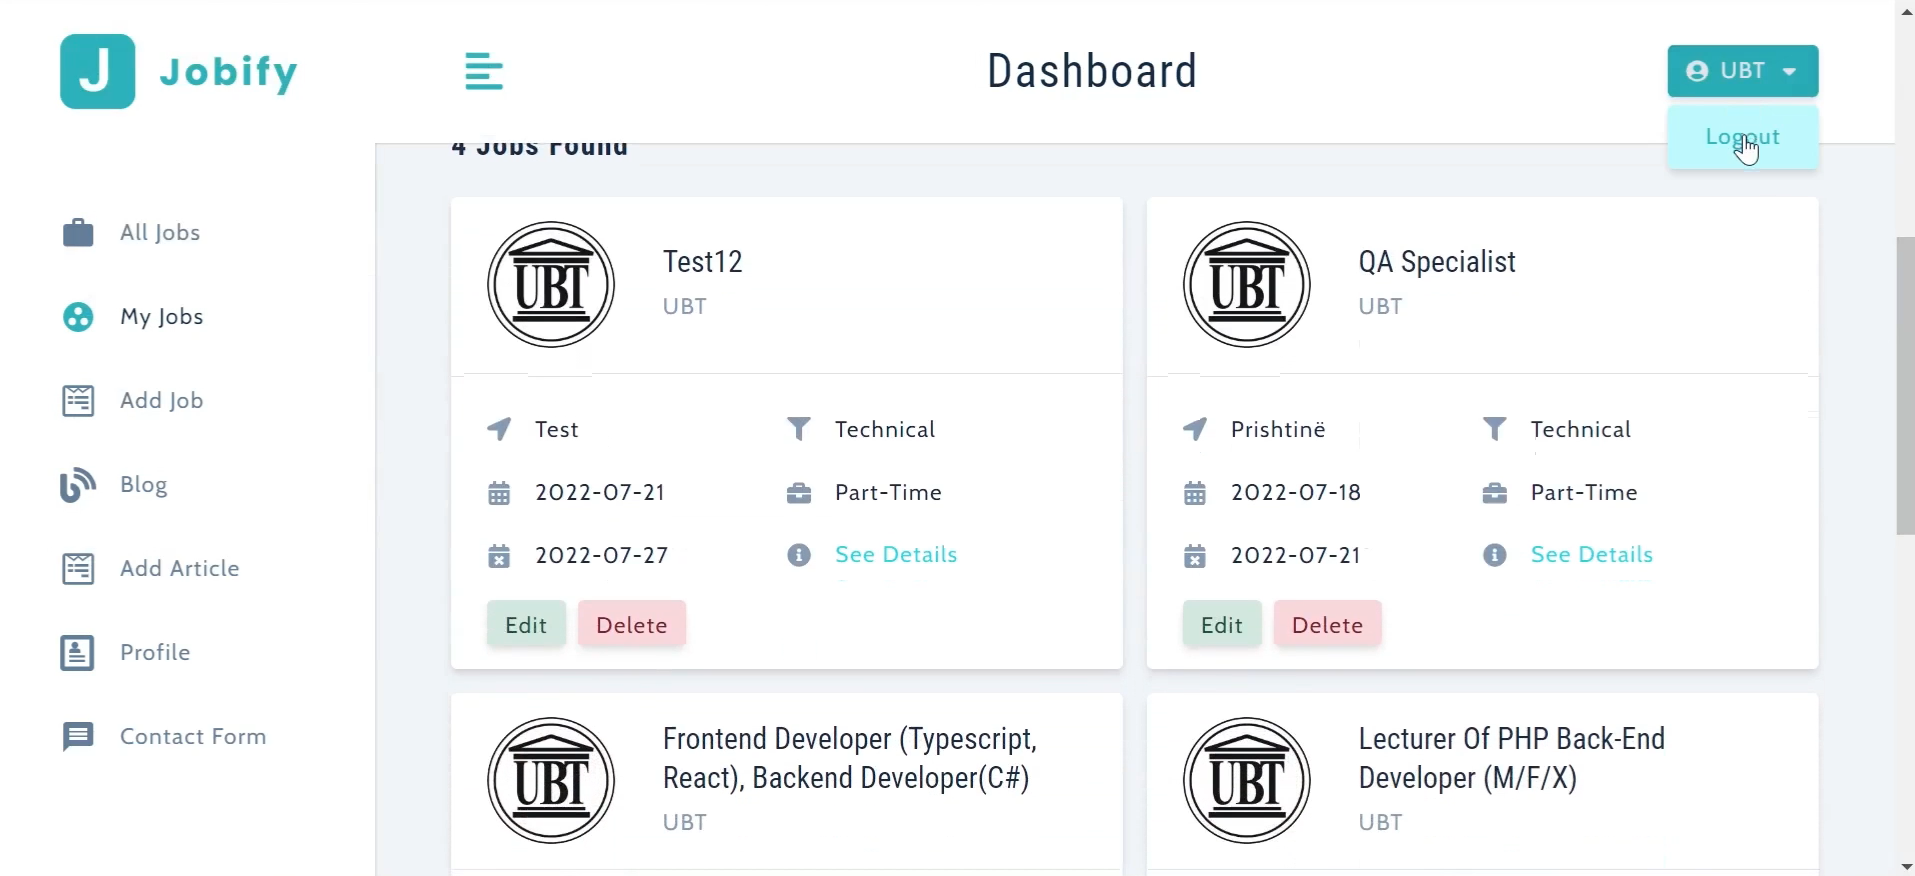 J
Jobify
Dashboard
UBT
Logout
4 Jobs Found
All Jobs
My Jobs
Add Job
Blog
Add Article
Profile
Contact Form
UBT
Test12
UBT
Test
Technical
2022-07-21
Part-Time
2022-07-27
See Details
Edit
Delete
UBT
QA Specialist
UBT
Prishtinë
Technical
2022-07-18
Part-Time
2022-07-21
See Details
Edit
Delete
UBT
Frontend Developer (Typescript,
React), Backend Developer(C#)
UBT
UBT
Lecturer Of PHP Back-End
Developer (M/F/X)
UBT